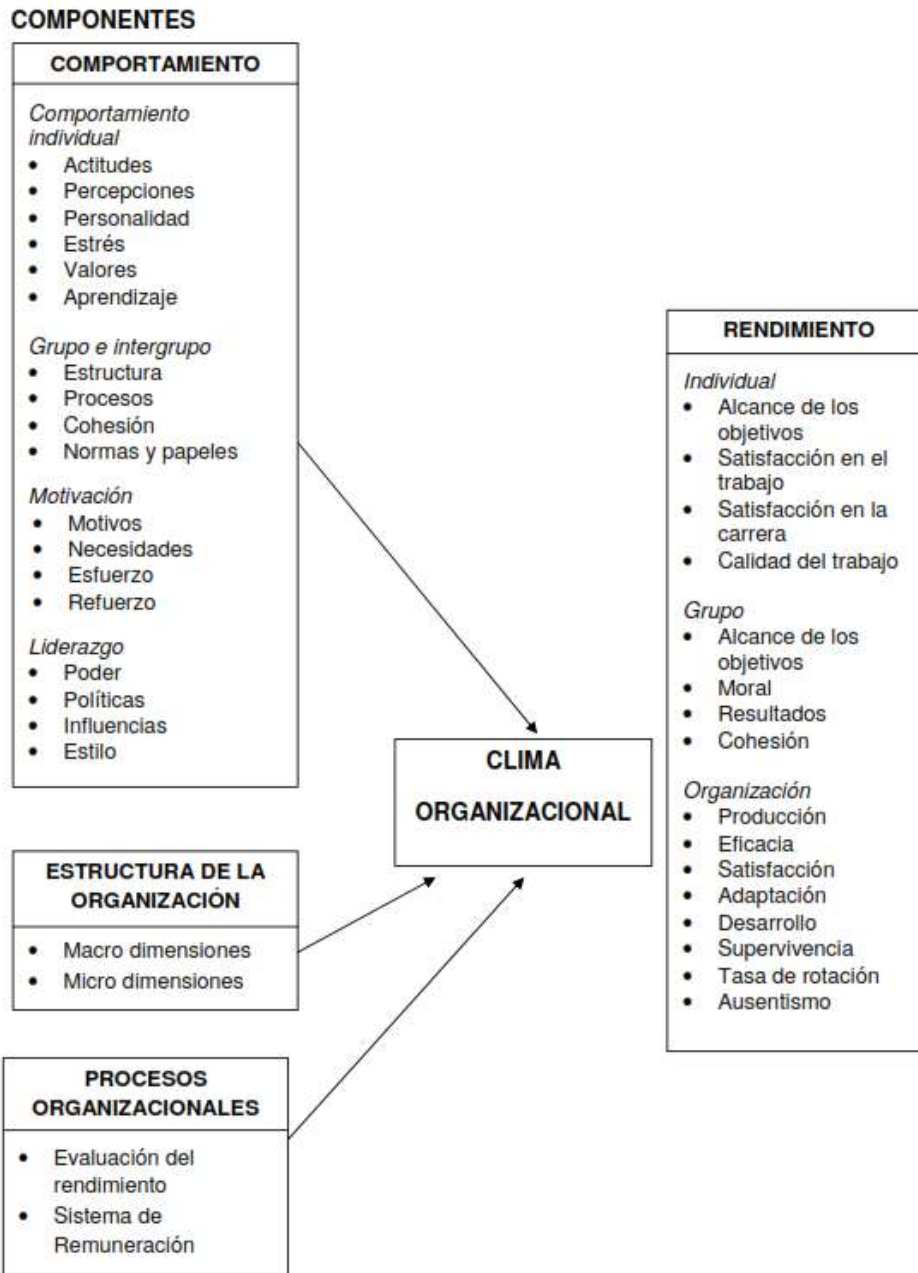 COMPONENTES
COMPORTAMIENTO
Comportamiento
individual
• Actitudes
• Percepciones
• Personalidad
• Estrés
• Valores
• Aprendizaje
Grupo e intergrupo
• Estructura
• Procesos
• Cohesión
• Normas y papeles
Motivación
• Motivos
• Necesidades
• Esfuerzo
• Refuerzo
Liderazgo
• Poder
• Políticas
• Influencias
• Estilo
ESTRUCTURA DE LA
ORGANIZACIÓN
• Macro dimensiones
• Micro dimensiones
PROCESOS
ORGANIZACIONALES
• Evaluación del
rendimiento
• Sistema de
Remuneración
CLIMA
ORGANIZACIONAL
RENDIMIENTO
Individual
• Alcance de los
objetivos
• Satisfacción en el
trabajo
• Satisfacción en la
carrera
• Calidad del trabajo
Grupo
• Alcance de los
objetivos
• Moral
• Resultados
• Cohesión
Organización
• Producción
• Eficacia
• Satisfacción
• Adaptación
• Desarrollo
• Supervivencia
• Tasa de rotación
• Ausentismo